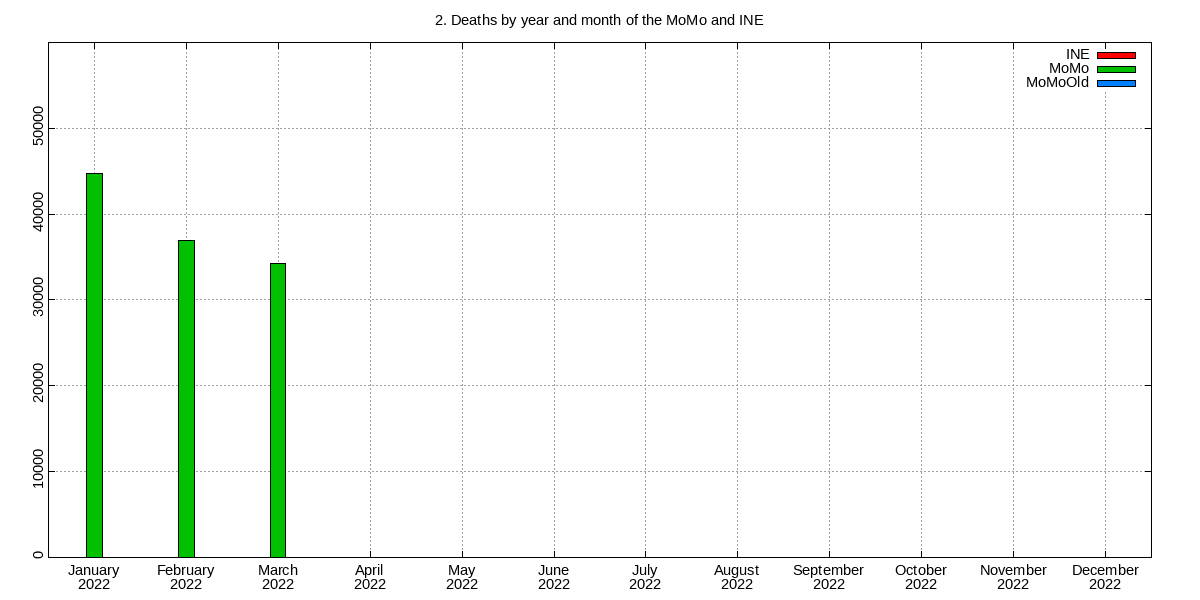 2. Deaths by year and month of the MoMo and INE
INE
MoMo
MoMoOld
50000
40000
30000
20000
10000
0
January February March April May June July August September October November December
2022 2022 2022 2022 2022 2022 2022 2022 2022 2022 2022 2022